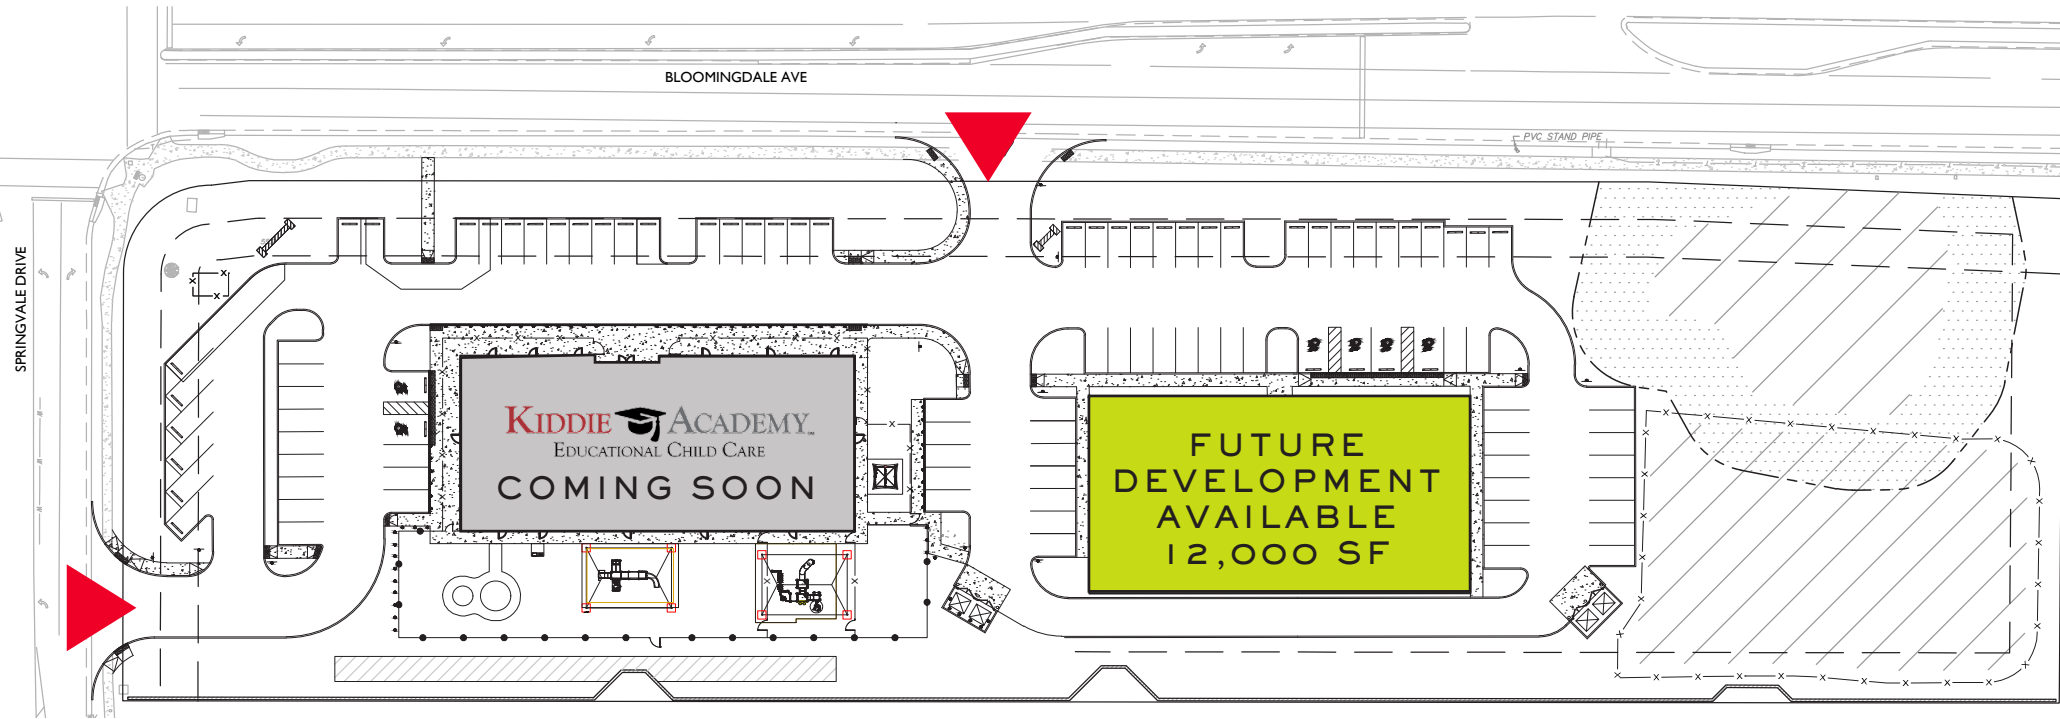 BLOOMINGDALE AVE
PVC STAND PIPE
SPRINGVALE DRIVE
KIDDIE ACADEMY
EDUCATIONAL CHILD CARE
COMING SOON
FUTURE
DEVELOPMENT
AVAILABLE
12,000 SF